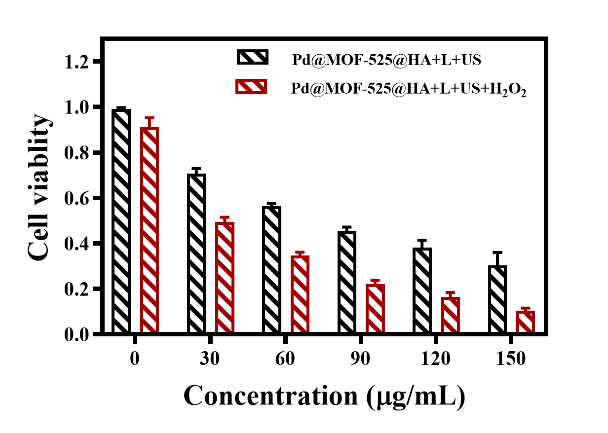 Pd@MOF-525@HA+L+US
Pd@MOF-525@HA+L+US+H₂O₂
Cell viablity
1.2
1.0
0.8
0.6
0.4
0.2
0.0
0 30 60 90 120 150
Concentration (μg/mL)